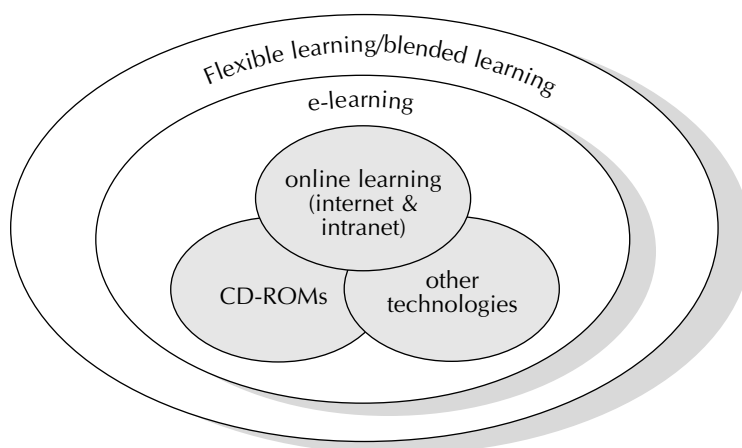 Flexible learning/blended learning
e-learning
online learning
(internet &
intranet)
CD-ROMs
other
technologies